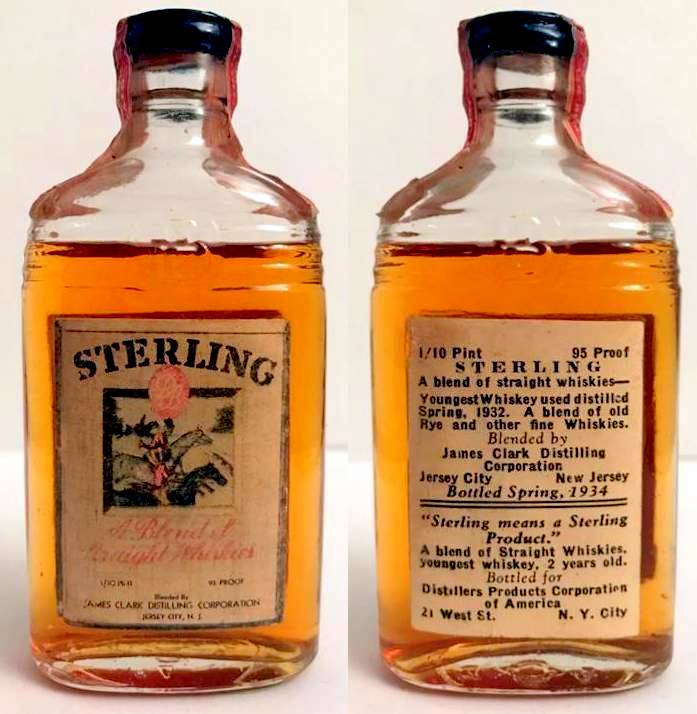 STERLING
A Blend of
Straight Whiskies
1/10 Pint 95 PROOF
Blended By
JAMES CLARK DISTILLING CORPORATION
JERSEY CITY, N. J.
1/10 Pint 95 Proof
STERLING
A blend of straight whiskies—
Youngest Whiskey used distilled
Spring, 1932. A blend of old
Rye and other fine Whiskies.
Blended by
James Clark Distilling
Corporation
Jersey City New Jersey
Bottled Spring, 1934
"Sterling means a Sterling
Product."
A blend of Straight Whiskies,
youngest whiskey, 2 years old.
Bottled for
Distillers Products Corporation
of America
21 West St. N. Y. City